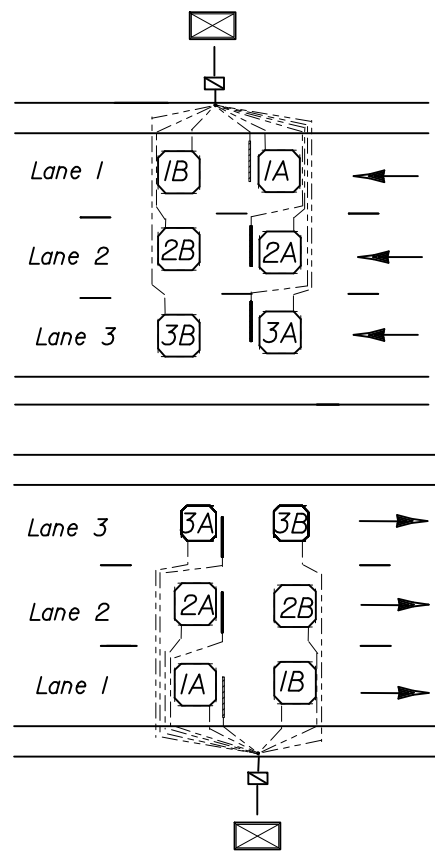 Lane 1 1B 1A
Lane 2 2B 2A
Lane 3 3B 3A
Lane 3 3A 3B
Lane 2 2A 2B
Lane 1 1A 1B